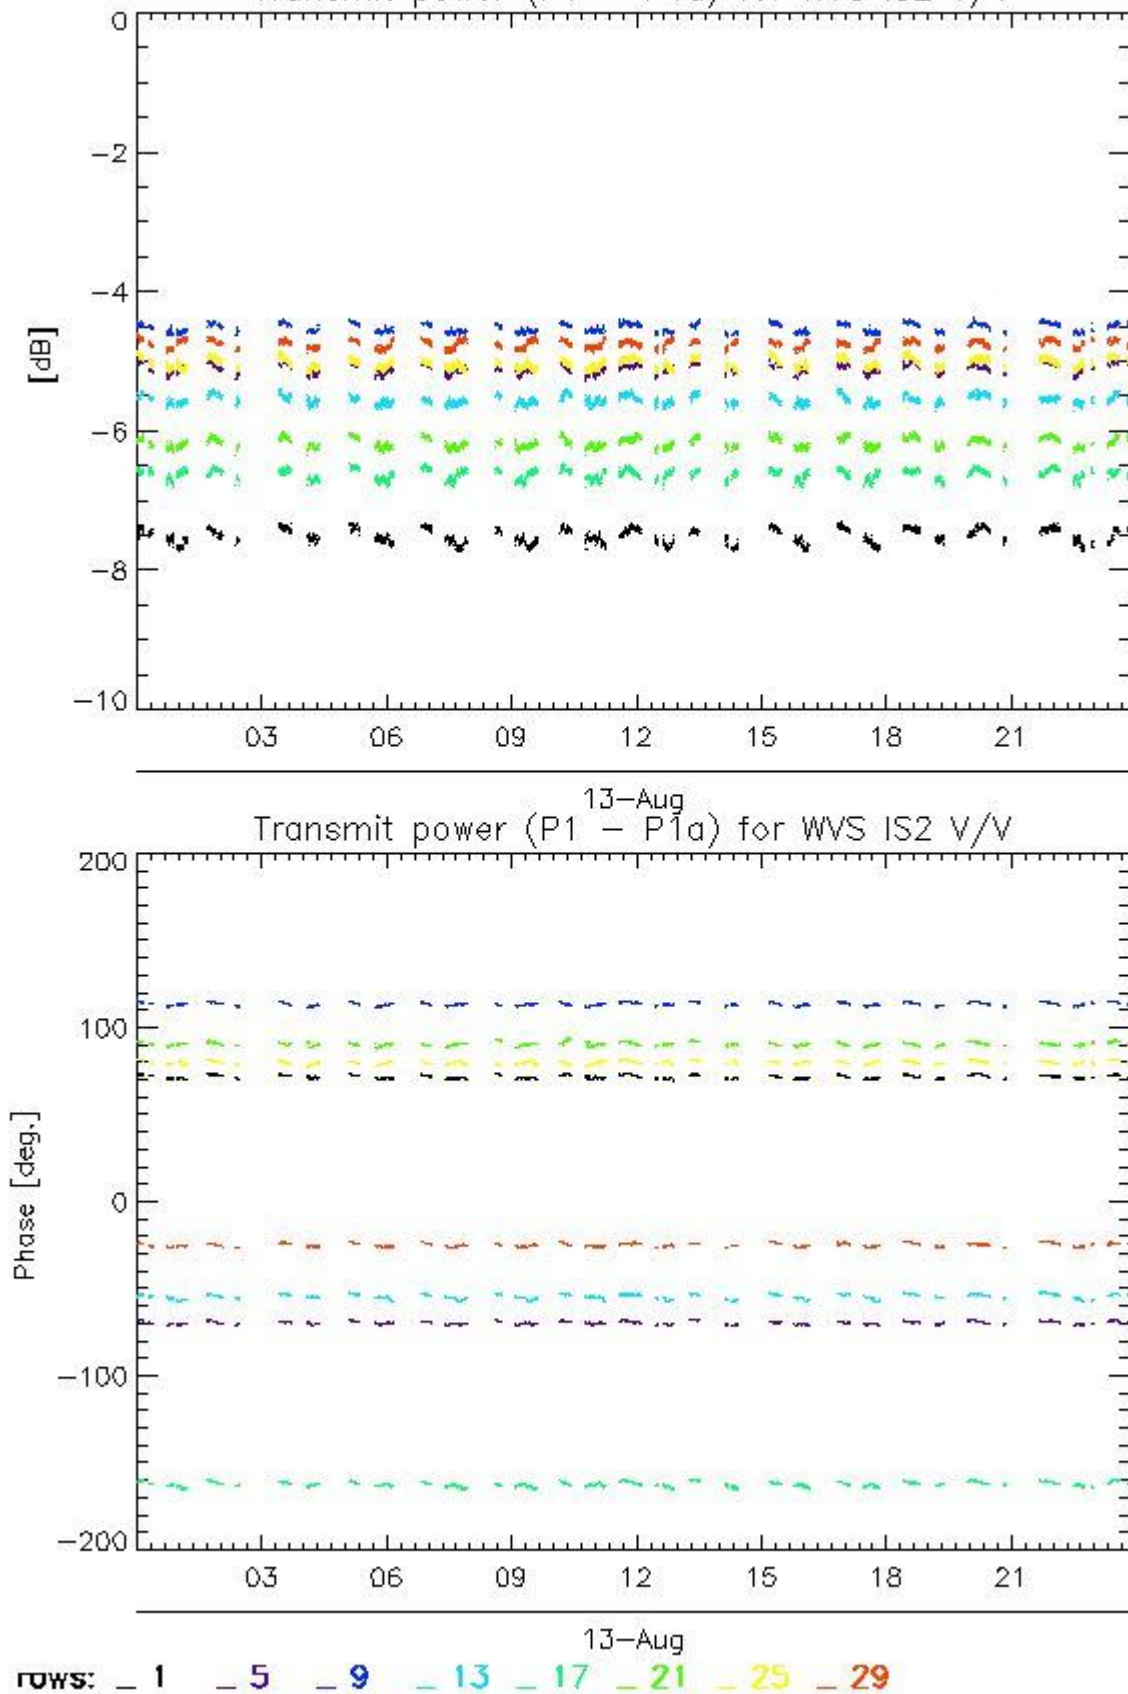 0
−2
−4
[dB]
−6
−8
−10
03 06 09 12 15 18 21
13−Aug
Transmit power (P1 − P1a) for WVS IS2 V/V
200
100
Phase [deg.]
0
−100
−200
03 06 09 12 15 18 21
13−Aug
rows: _ 1 _ 5 _ 9 _ 13 _ 17 _ 21 _ 25 _ 29